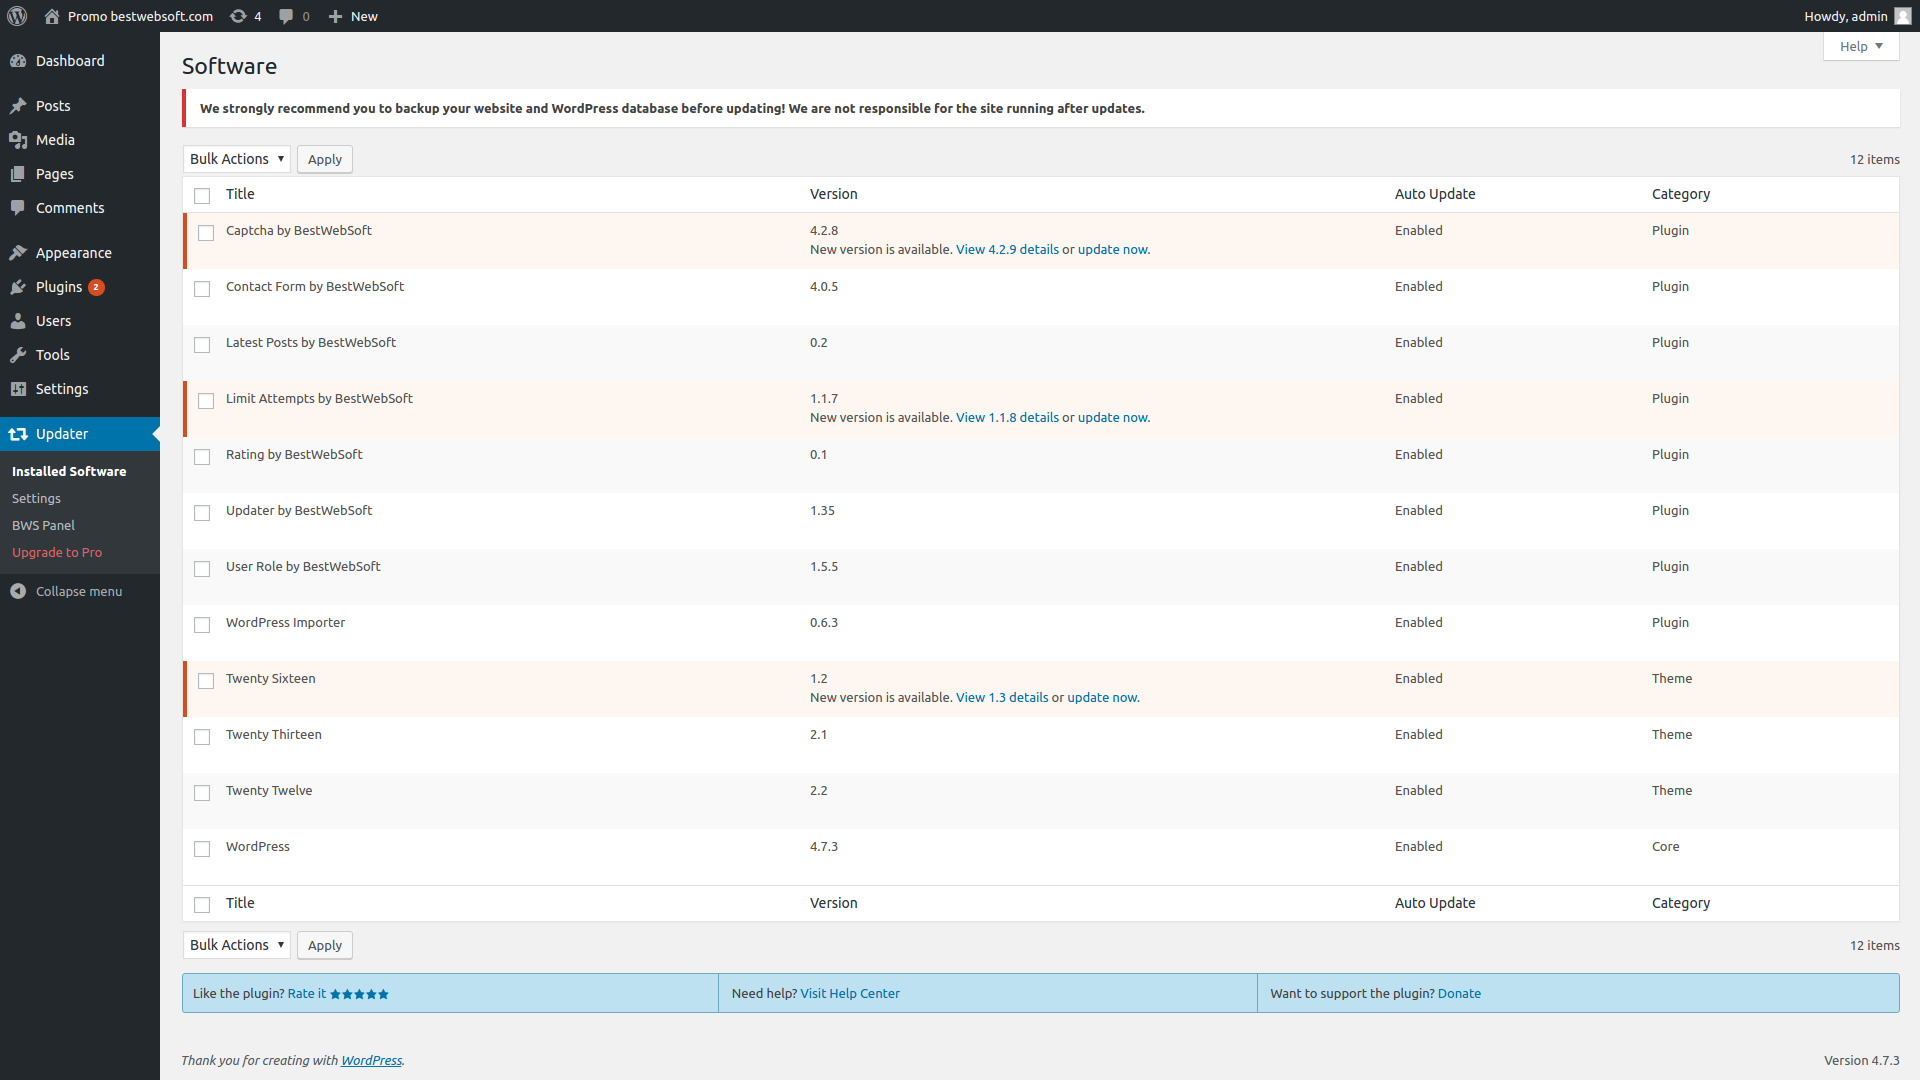 Promo bestwebsoft.com 4 0 New Howdy, admin
Help
Dashboard
Posts
Media
Pages
Comments
Appearance
Plugins 2
Users
Tools
Settings
Updater
Installed Software
Settings
BWS Panel
Upgrade to Pro
Collapse menu
Software
We strongly recommend you to backup your website and WordPress database before updating! We are not responsible for the site running after updates.
Bulk Actions Apply 12 items
Title Version Auto Update Category
Captcha by BestWebSoft 4.2.8 Enabled Plugin
New version is available. View 4.2.9 details or update now.
Contact Form by BestWebSoft 4.0.5 Enabled Plugin
Latest Posts by BestWebSoft 0.2 Enabled Plugin
Limit Attempts by BestWebSoft 1.1.7 Enabled Plugin
New version is available. View 1.1.8 details or update now.
Rating by BestWebSoft 0.1 Enabled Plugin
Updater by BestWebSoft 1.35 Enabled Plugin
User Role by BestWebSoft 1.5.5 Enabled Plugin
WordPress Importer 0.6.3 Enabled Plugin
Twenty Sixteen 1.2 Enabled Theme
New version is available. View 1.3 details or update now.
Twenty Thirteen 2.1 Enabled Theme
Twenty Twelve 2.2 Enabled Theme
WordPress 4.7.3 Enabled Core
Title Version Auto Update Category
Bulk Actions Apply 12 items
Like the plugin? Rate it ★★★★★ Need help? Visit Help Center Want to support the plugin? Donate
Thank you for creating with WordPress. Version 4.7.3